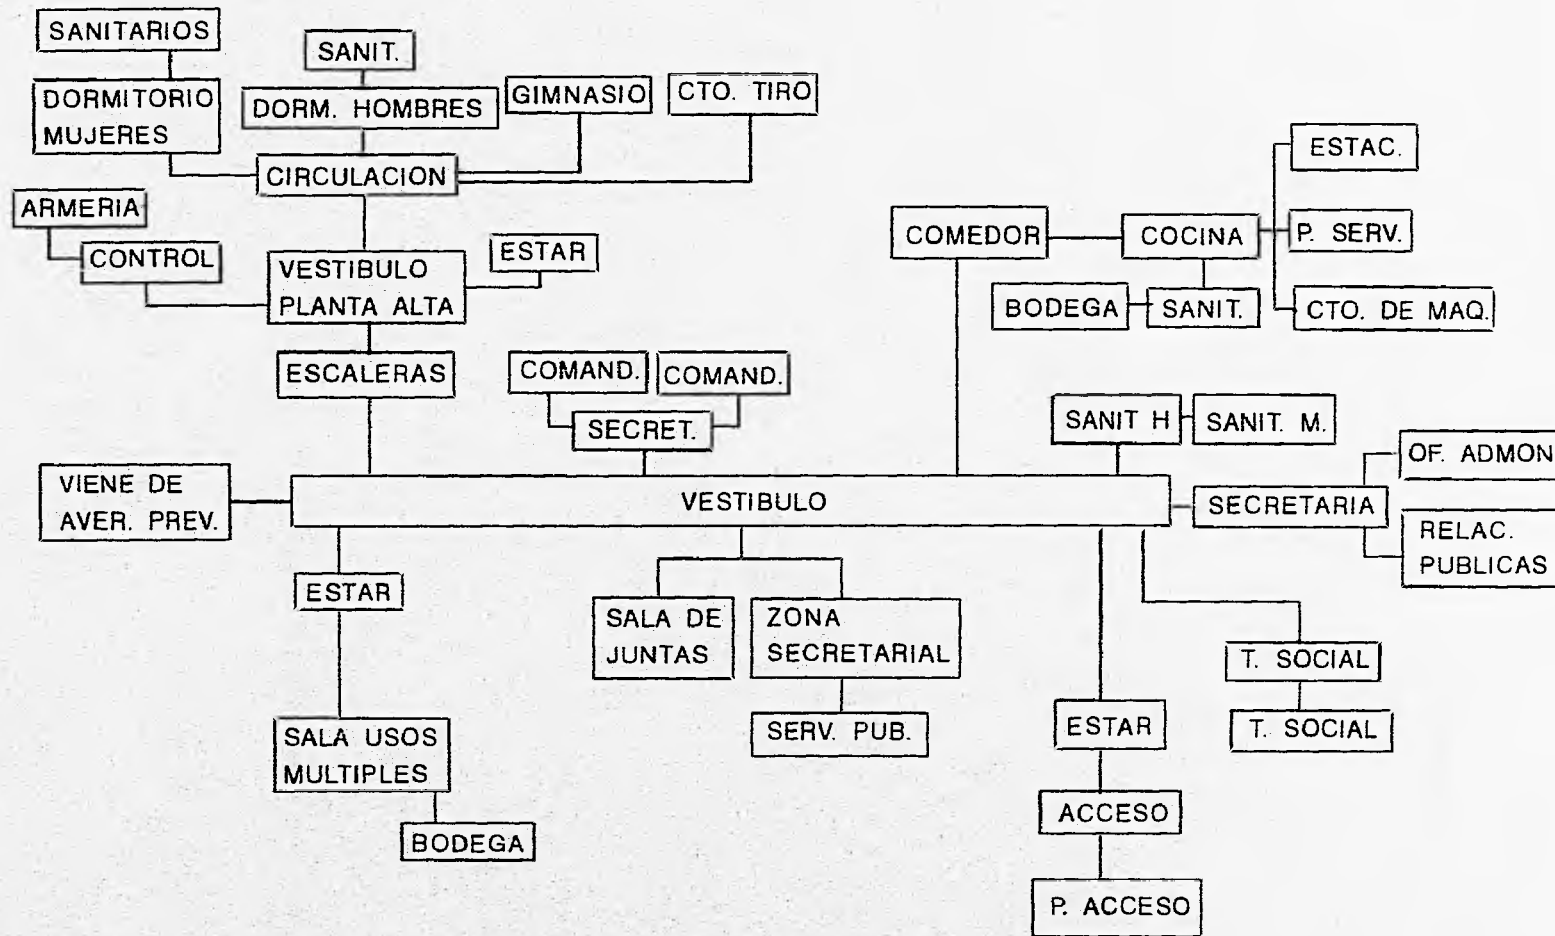 SANITARIOS
SANIT.
DORMITORIO
MUJERES
DORM. HOMBRES
GIMNASIO
CTO. TIRO
CIRCULACION
ARMERIA
CONTROL
VESTIBULO
PLANTA ALTA
ESTAR
ESCALERAS
COMEDOR
COCINA
ESTAC.
P. SERV.
CTO. DE MAQ.
BODEGA
SANIT.
COMAND.
COMAND.
SECRET.
SANIT H
SANIT. M.
VIENE DE
AVER. PREV.
VESTIBULO
SECRETARIA
OF. ADMON
RELAC.
PUBLICAS
ESTAR
SALA DE
JUNTAS
ZONA
SECRETARIAL
SERV. PUB.
T. SOCIAL
T. SOCIAL
SALA USOS
MULTIPLES
BODEGA
ESTAR
ACCESO
P. ACCESO